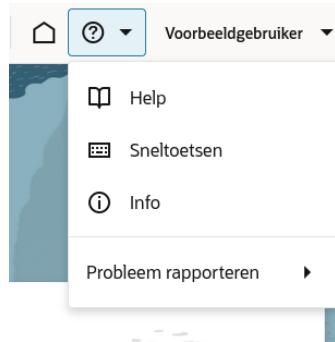 Voorbeeldgebruiker
Help
Sneltoetsen
Info
Probleem rapporteren